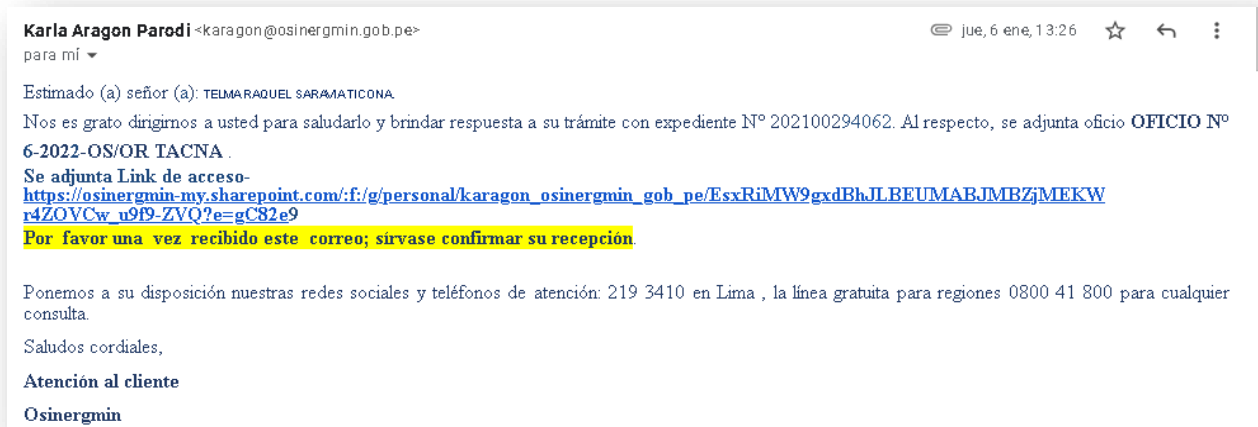 Karla Aragon Parodi <karagon@osinergmin.gob.pe> jue, 6 ene, 13:26
para mí
Estimado (a) señor (a): TELMA RAQUEL SARAMATICONA.
Nos es grato dirigirnos a usted para saludarlo y brindar respuesta a su trámite con expediente Nº 202100294062. Al respecto, se adjunta oficio OFICIO Nº
6-2022-OS/OR TACNA .
Se adjunta Link de acceso-
https://osinergmin-my.sharepoint.com/:f:/g/personal/karagon_osinergmin_gob_pe/EsxRiMW9gxdBhJLBEUMABJMBZjMEKW
r4ZOVCw_u9f9-ZVQ?e=gC82e9
Por favor una vez recibido este correo; sírvase confirmar su recepción.
Ponemos a su disposición nuestras redes sociales y teléfonos de atención: 219 3410 en Lima , la línea gratuita para regiones 0800 41 800 para cualquier
consulta.
Saludos cordiales,
Atención al cliente
Osinergmin